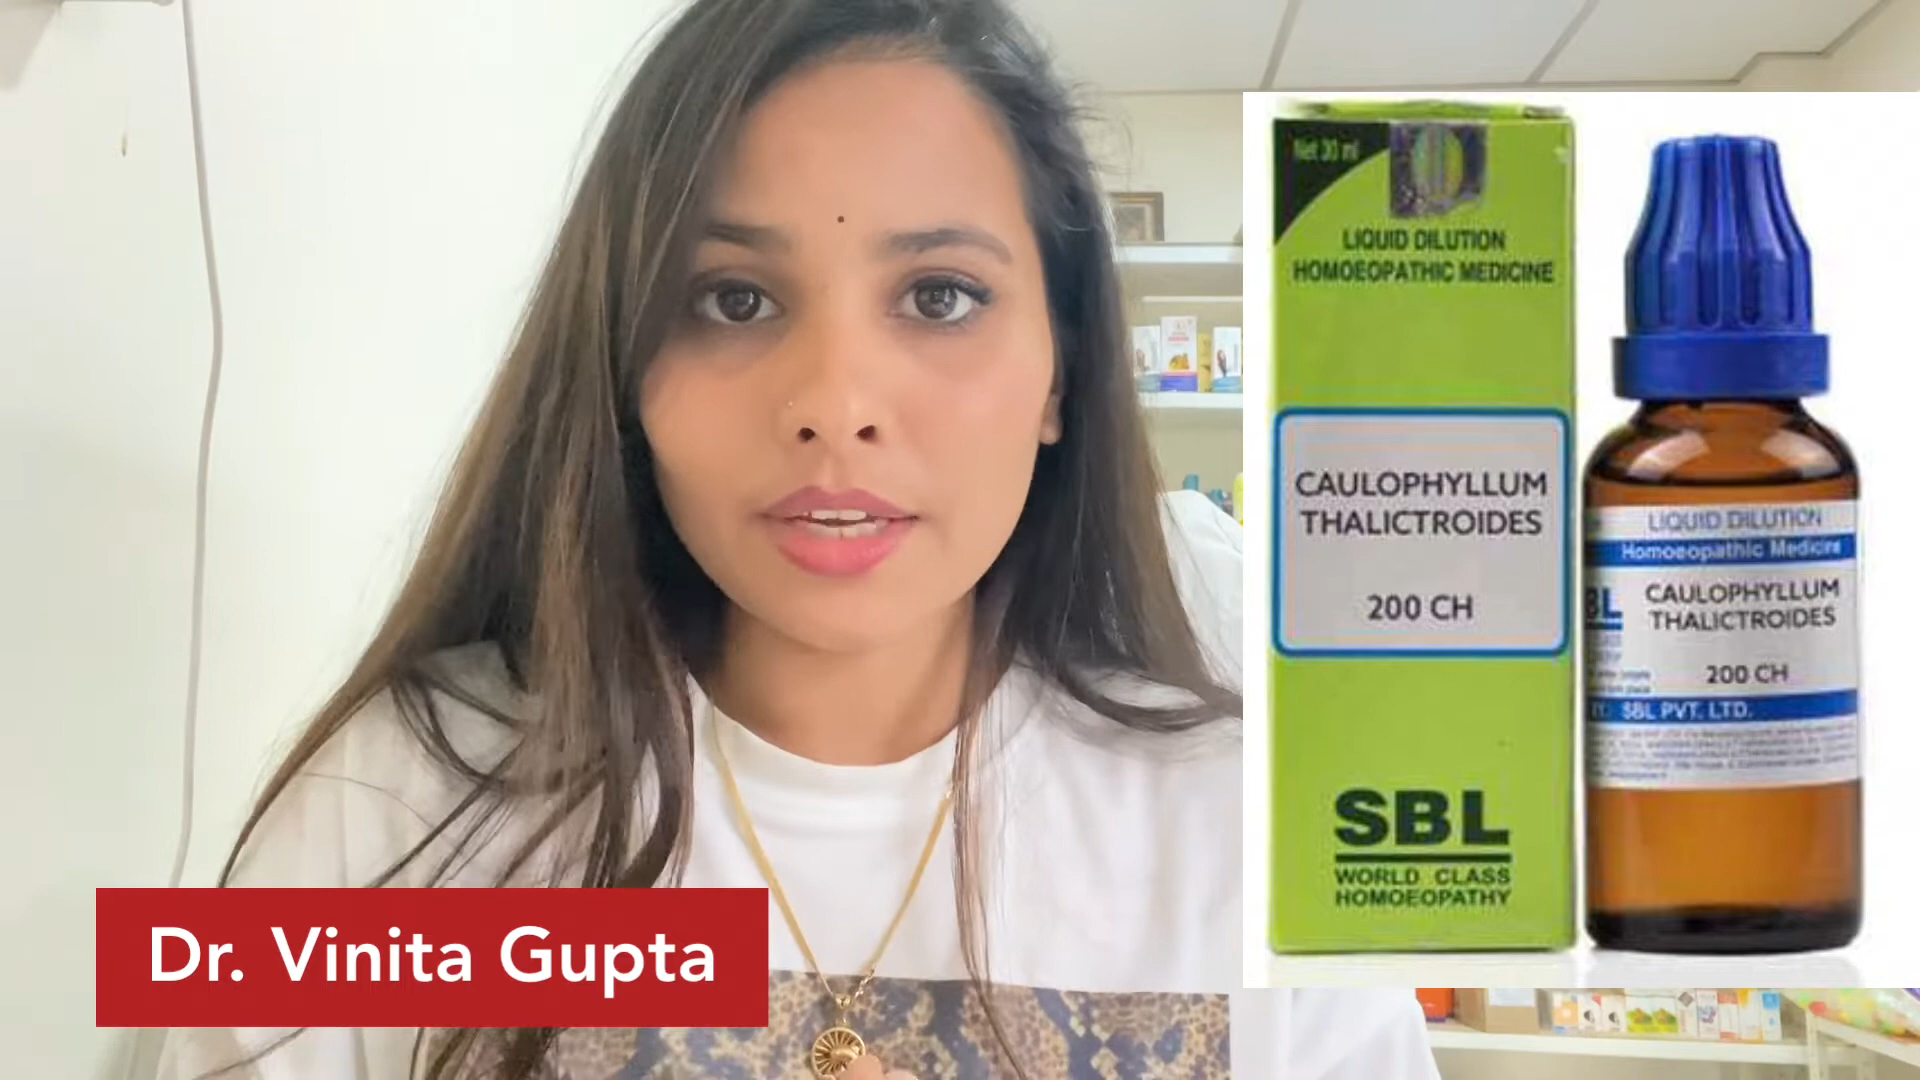 Net 30 ml
LIQUID DILUTION
HOMOEOPATHIC MEDICINE
CAULOPHYLLUM
THALICTROIDES
200 CH
SBL
WORLD CLASS
HOMOEOPATHY
LIQUID DILUTION
Homoeopathic Medicine
BL
CAULOPHYLLUM
THALICTROIDES
200 CH
SBL PVT. LTD.
Dr. Vinita Gupta